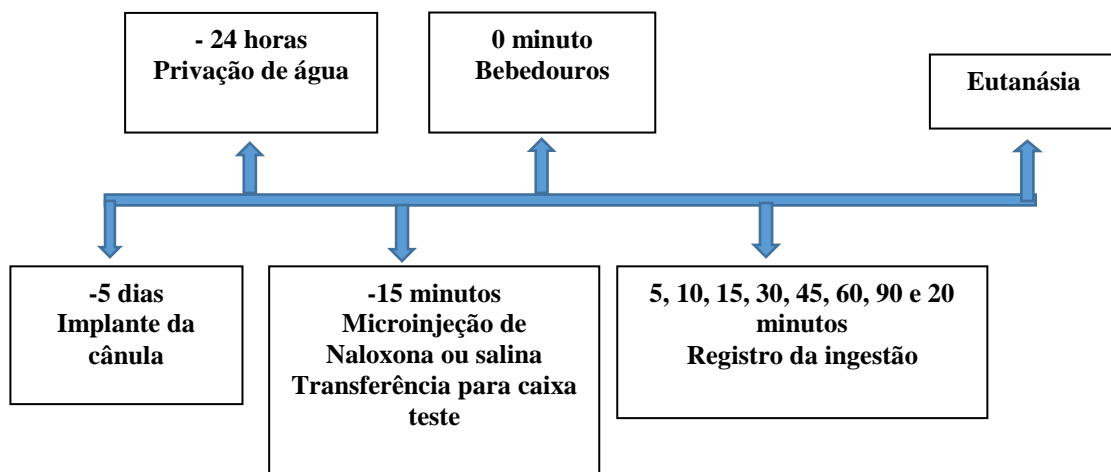 - 24 horas
Privação de água
0 minuto
Bebedouros
Eutanásia
-5 dias
Implante da
cânula
-15 minutos
Microinjeção de
Naloxona ou salina
Transferência para caixa
teste
5, 10, 15, 30, 45, 60, 90 e 20
minutos
Registro da ingestão